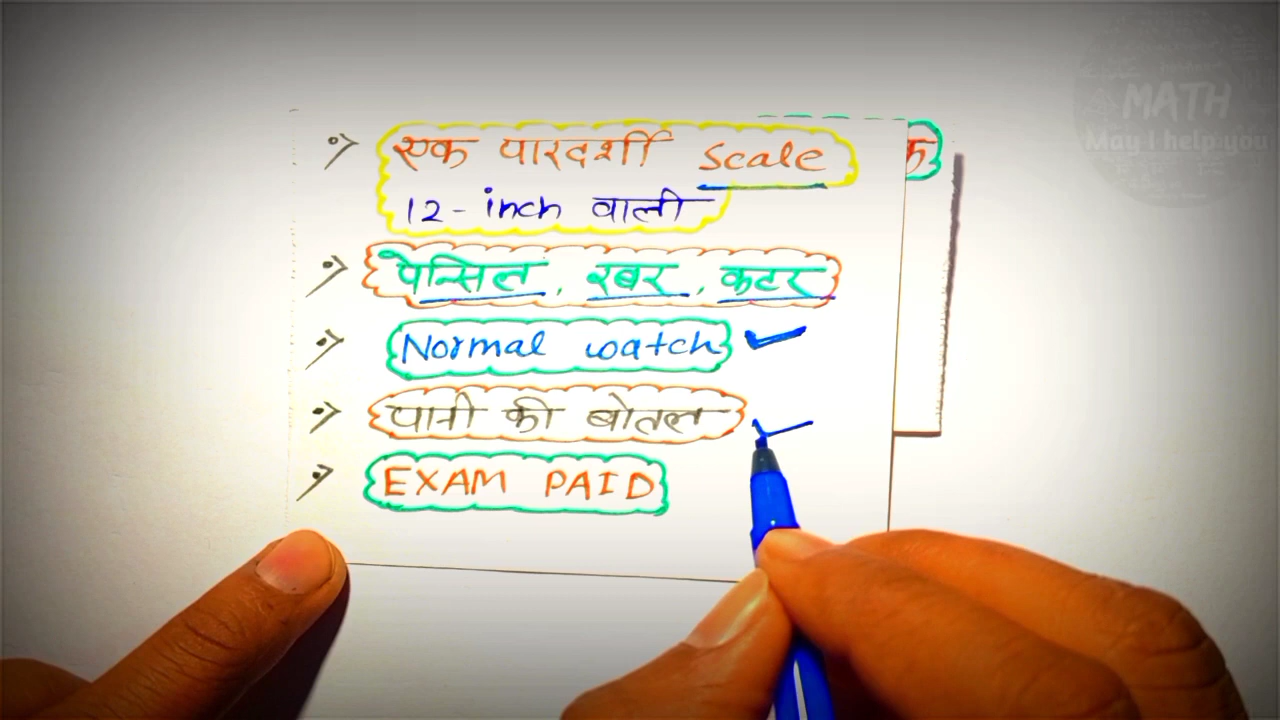 एक पारदर्शी Scale
12-inch वाली
पेन्सिल, रबर, कटर
Normal watch
पानी की बोतल
EXAM PAID
क
MATH
May I help you